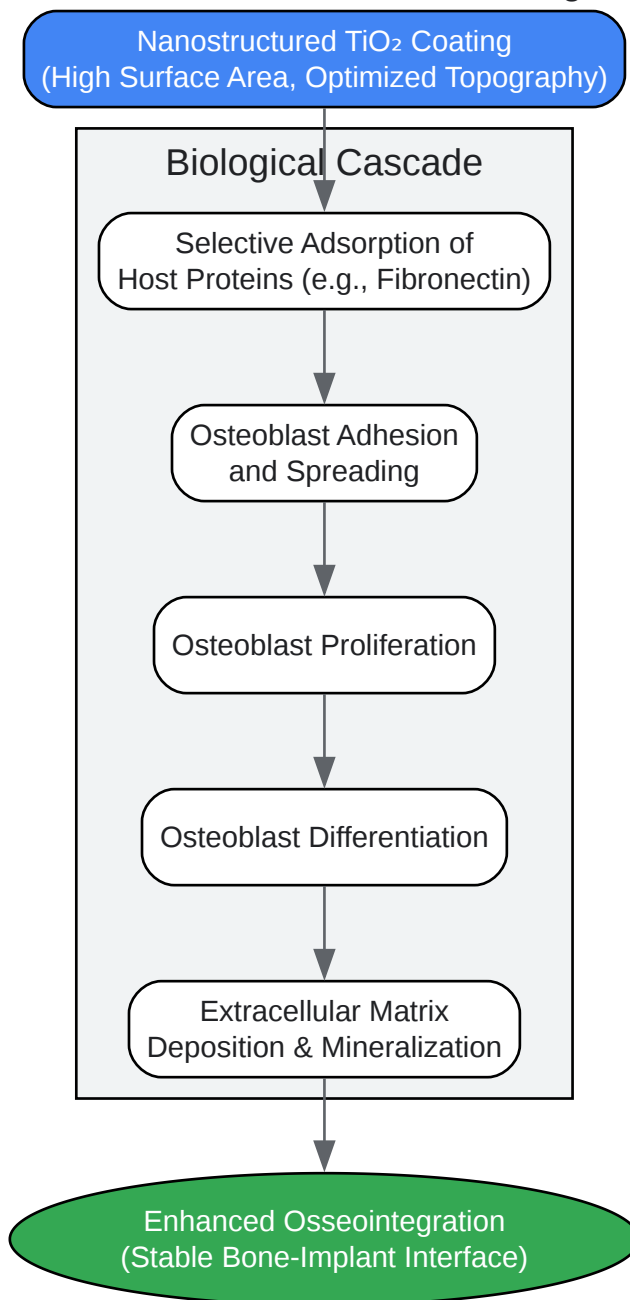 Nanostructured TiO₂ Coating
(High Surface Area, Optimized Topography)
Biological Cascade
Selective Adsorption of
Host Proteins (e.g., Fibronectin)
Osteoblast Adhesion
and Spreading
Osteoblast Proliferation
Osteoblast Differentiation
Extracellular Matrix
Deposition & Mineralization
Enhanced Osseointegration
(Stable Bone-Implant Interface)